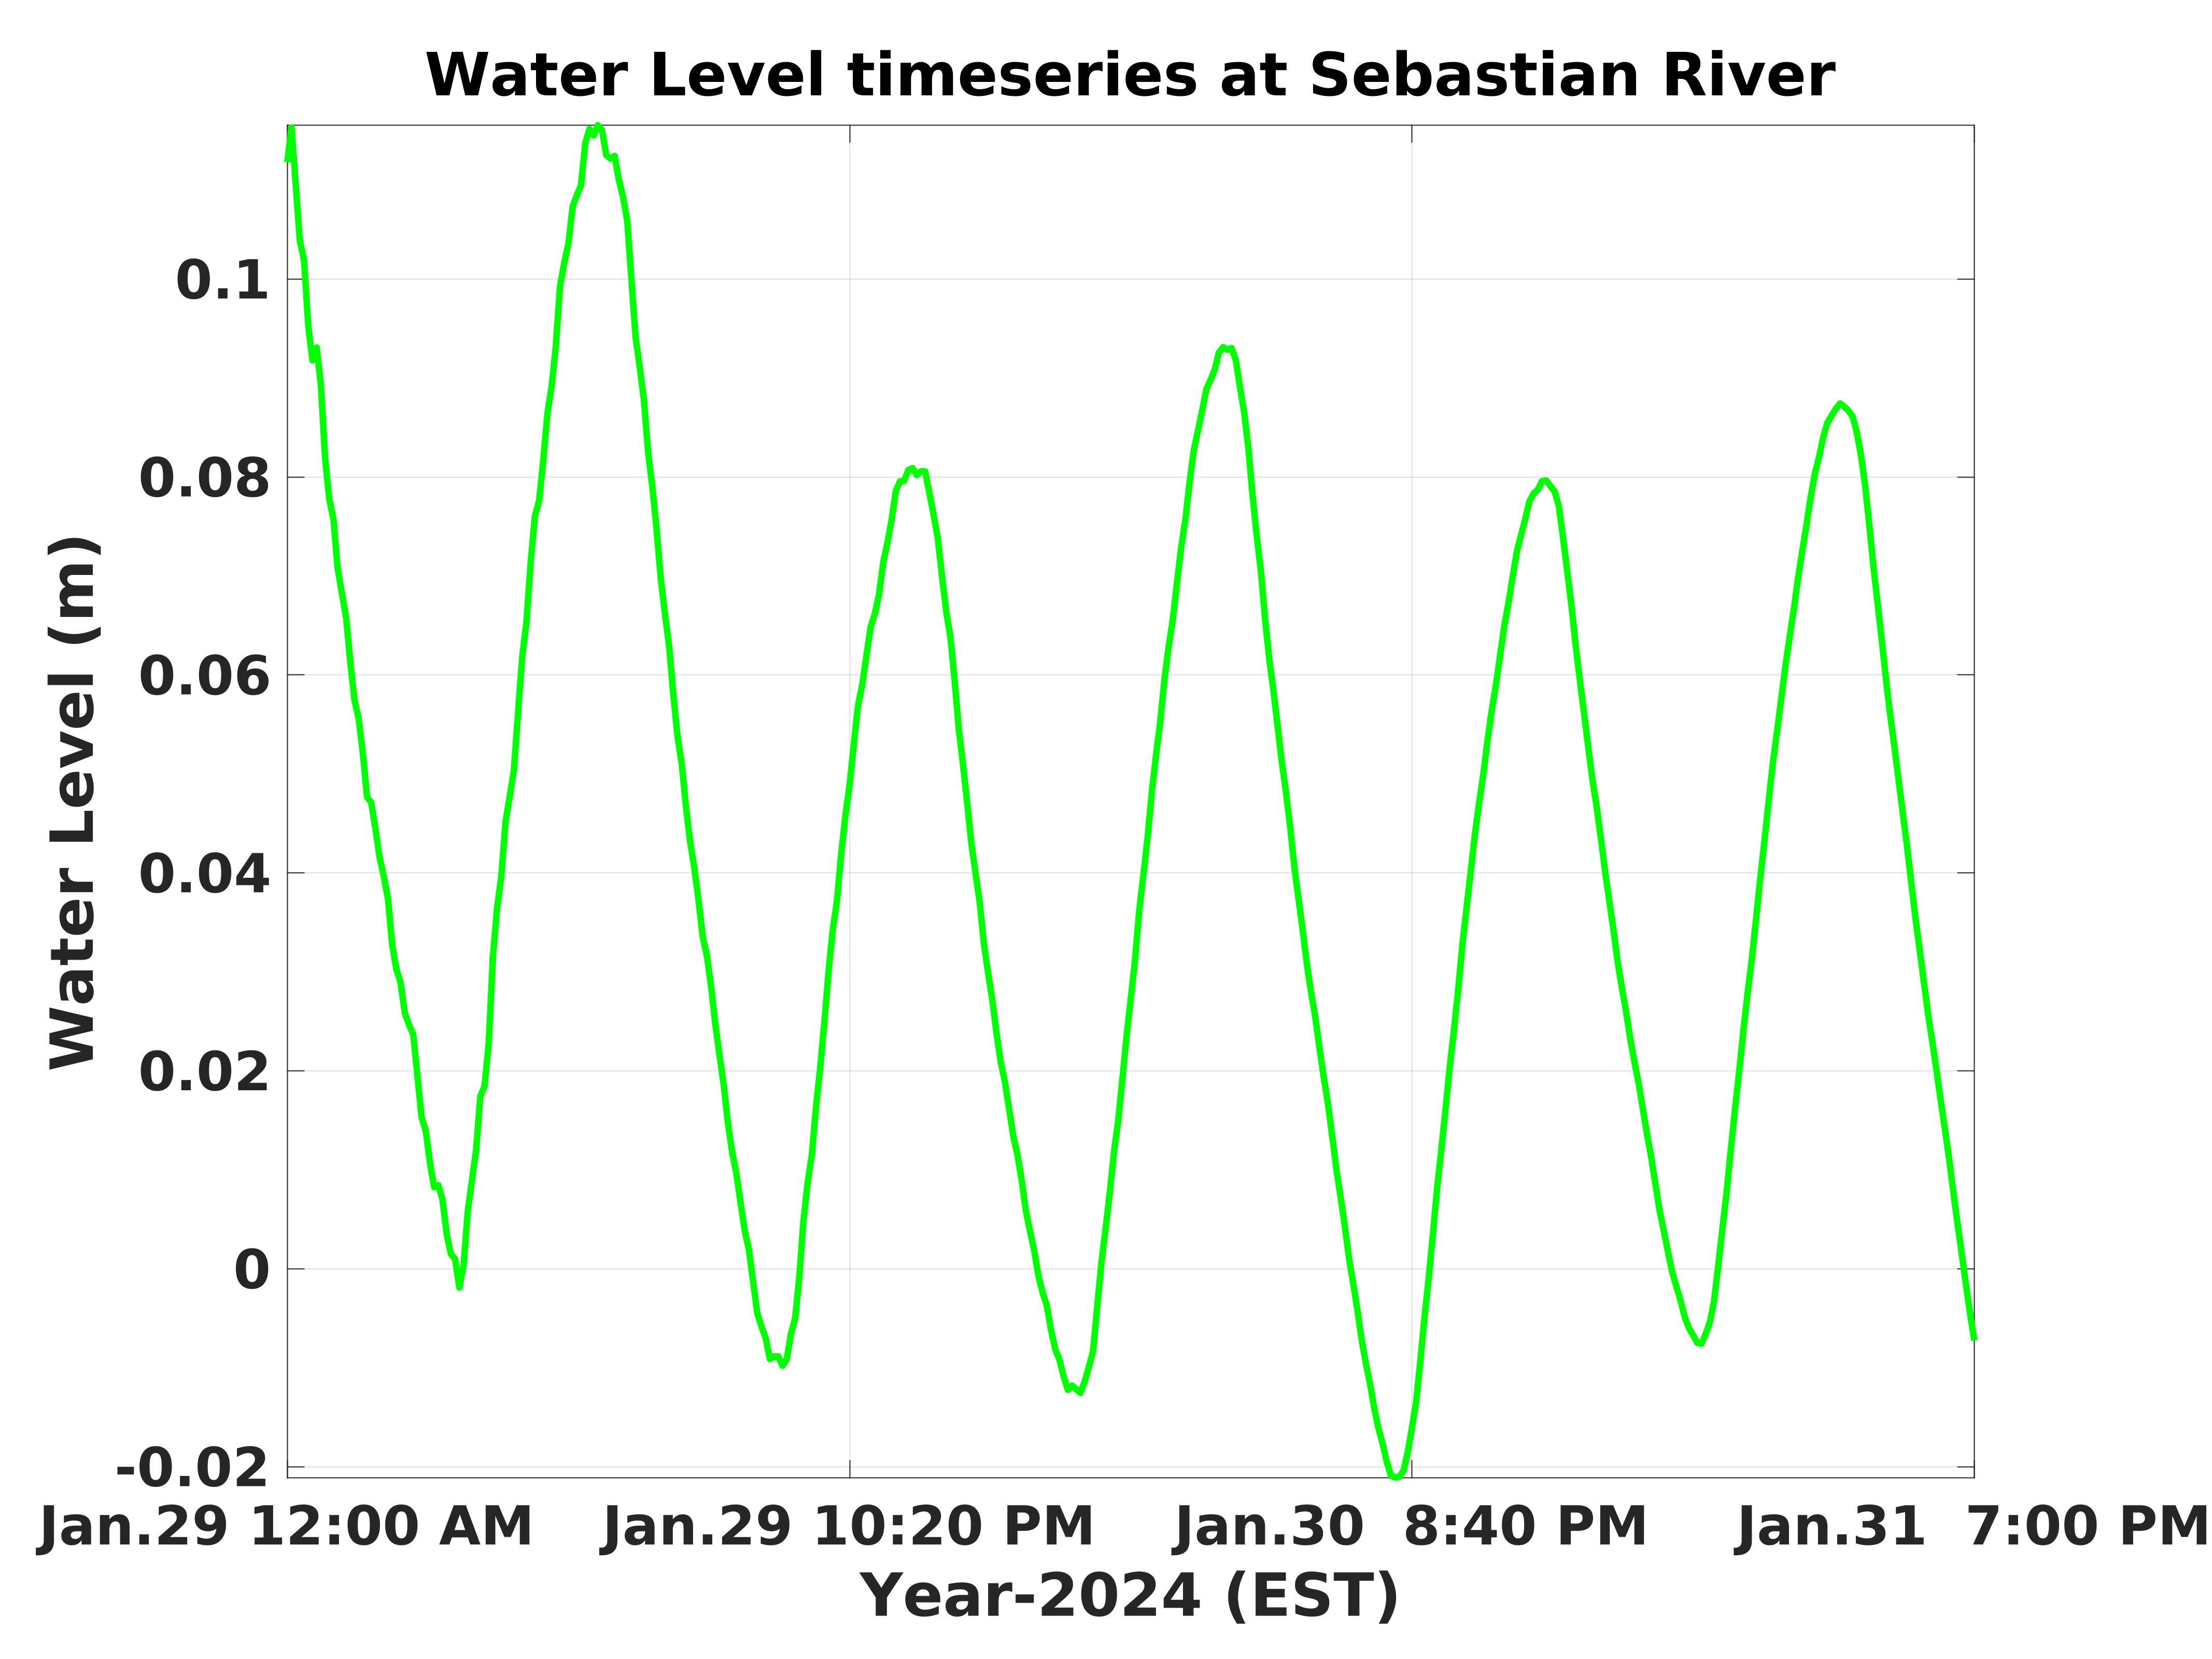 Water Level timeseries at Sebastian River
Water Level (m)
0.1
0.08
0.06
0.04
0.02
0
-0.02
Jan.29 12:00 AM Jan.29 10:20 PM Jan.30 8:40 PM Jan.31 7:00 PM
Year-2024 (EST)